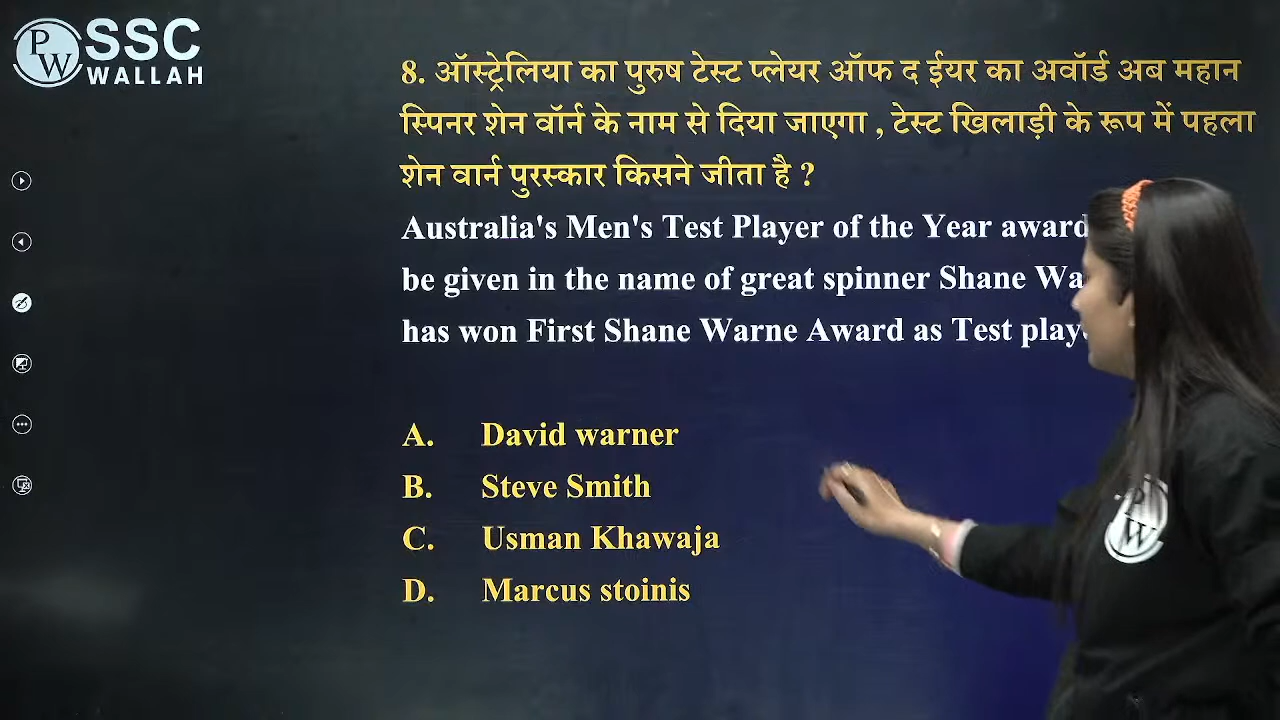 PW SSC
WALLAH
8. ऑस्ट्रेलिया का पुरुष टेस्ट प्लेयर ऑफ द ईयर का अवॉर्ड अब महान
स्पिनर शेन वॉर्न के नाम से दिया जाएगा , टेस्ट खिलाड़ी के रूप में पहला
शेन वार्न पुरस्कार किसने जीता है ?
Australia's Men's Test Player of the Year award
be given in the name of great spinner Shane
has won First Shane Warne Award as Test
A. David warner
B. Steve Smith
C. Usman Khawaja
D. Marcus stoinis
PW